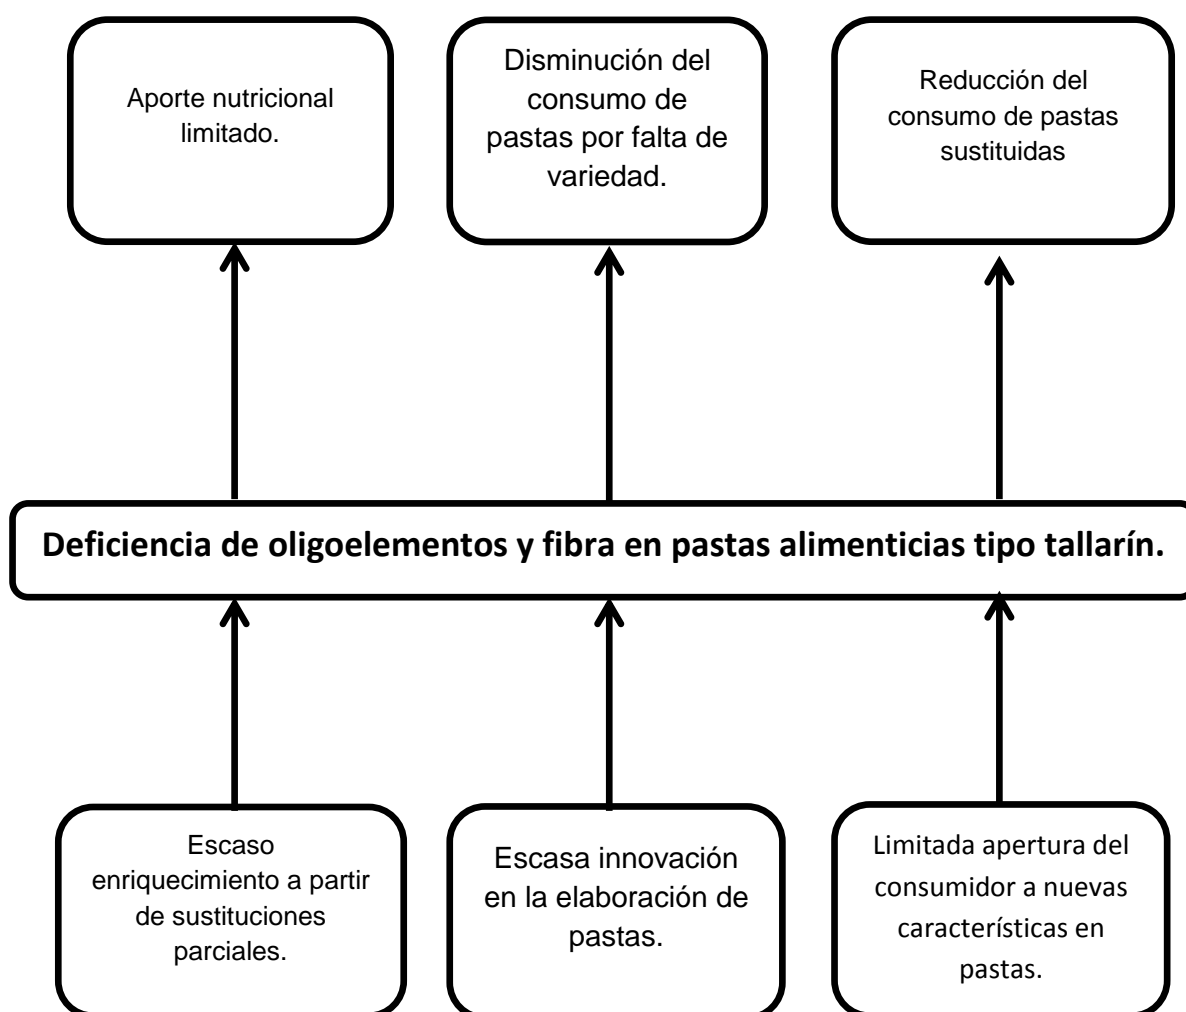 Aporte nutricional
limitado.
Disminución del
consumo de
pastas por falta de
variedad.
Reducción del
consumo de pastas
sustituidas
Deficiencia de oligoelementos y fibra en pastas alimenticias tipo tallarín.
Escaso
enriquecimiento a partir
de sustituciones
parciales.
Escasa innovación
en la elaboración de
pastas.
Limitada apertura del
consumidor a nuevas
características en
pastas.